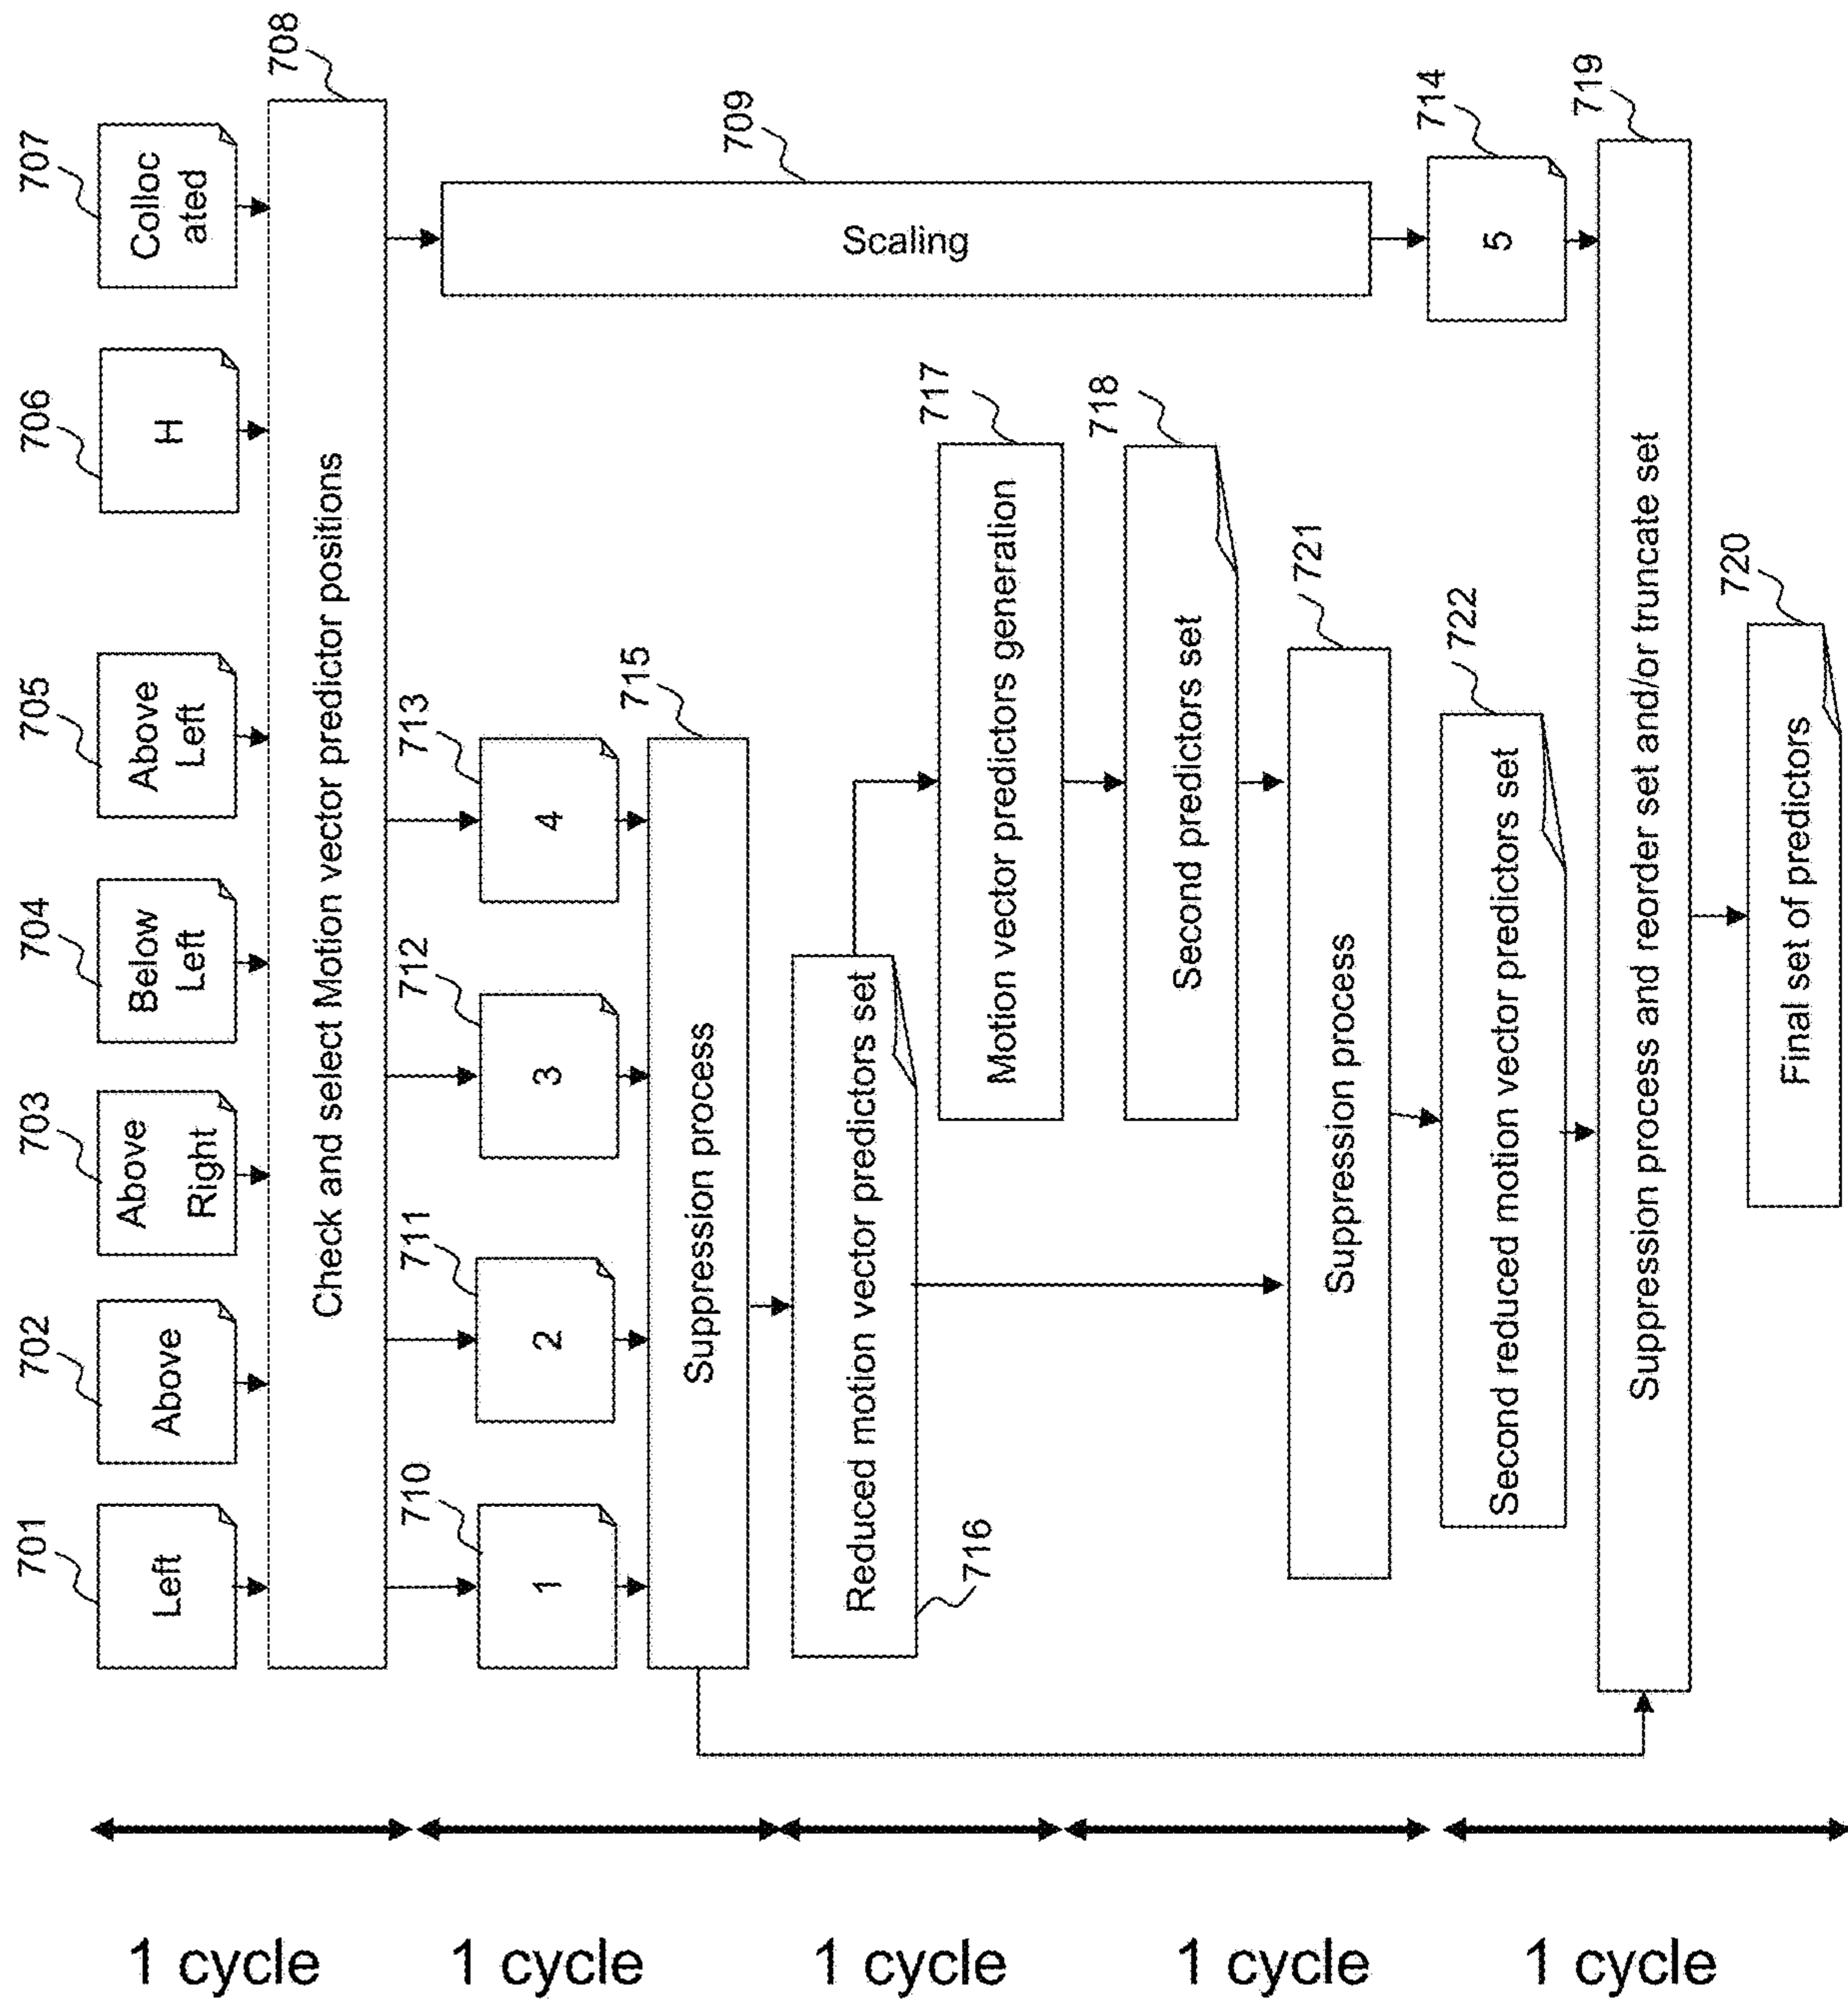 701
702
703
704
705
706
707
Left
Above
Above
Right
Below
Left
Above
Left
H
Colloc
ated
708
Check and select Motion vector predictor positions
1 cycle
710
711
712
713
709
1
2
3
4
Scaling
715
Suppression process
1 cycle
Reduced motion vector predictors set
716
717
Motion vector predictors generation
1 cycle
718
Second predictors set
721
Suppression process
1 cycle
722
Second reduced motion vector predictors set
714
5
719
Suppression process and reorder set and/or truncate set
720
Final set of predictors
1 cycle